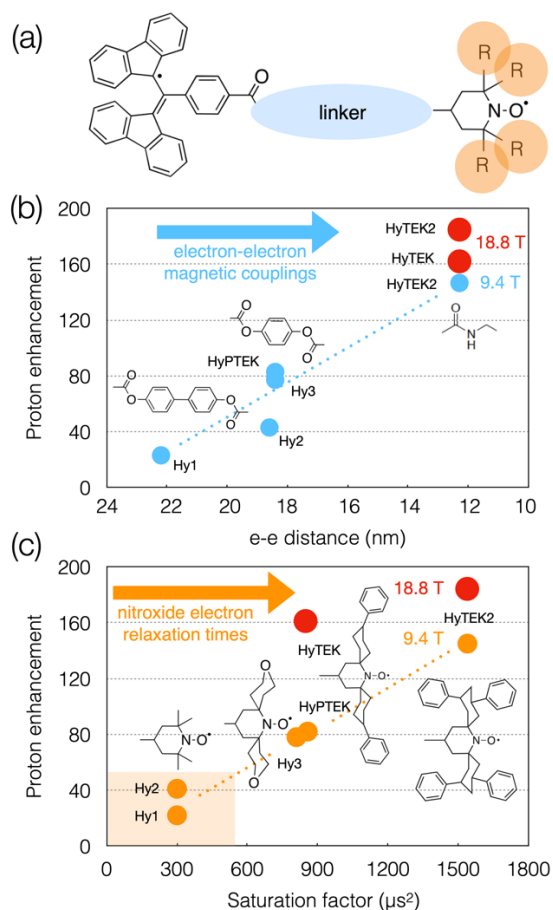 (a)
O
linker
R
R
N-O•
R
R
(b)
200
160
120
80
40
0
Proton enhancement
electron-electron
magnetic couplings
HyTEK2
18.8 T
HyTEK
HyTEK2
9.4 T
O
N
H
O
O
O
O
HyPTEK
Hy3
O
O
O
O
Hy2
Hy1
24
22
20
18
16
14
12
10
e-e distance (nm)
(c)
200
160
120
80
40
0
Proton enhancement
nitroxide electron
relaxation times
18.8 T
HyTEK2
9.4 T
HyTEK
N-O•
HyPTEK
O
N-O•
O
Hy3
N-O•
N-O•
Hy2
Hy1
0
300
600
900
1200
1500
1800
Saturation factor (μs²)